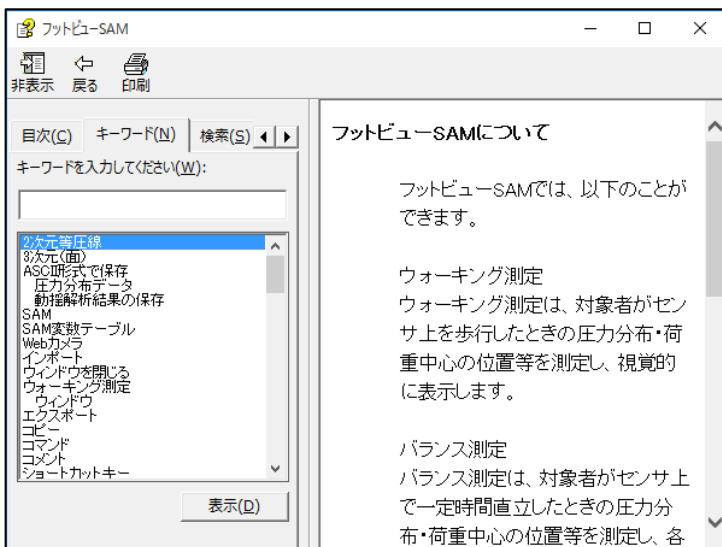 フットビューSAM
非表示 戻る 印刷
目次(C) キーワード(N) 検索(S)
キーワードを入力してください(W):
2次元等圧線
3次元(面)
ASCII形式で保存
圧力分布データ
動揺解析結果の保存
SAM
SAM変数テーブル
Webカメラ
インポート
ウィンドウを閉じる
ウォーキング測定
ウィンドウ
エクスポート
コピー
コマンド
コメント
ショートカットキー
表示(D)
フットビューSAMについて
フットビューSAMでは、以下のことが
できます。
ウォーキング測定
ウォーキング測定は、対象者がセン
サ上を歩行したときの圧力分布・荷
重中心の位置等を測定し、視覚的
に表示します。
バランス測定
バランス測定は、対象者がセンサ上
で一定時間直立したときの圧力分
布・荷重中心の位置等を測定し、各